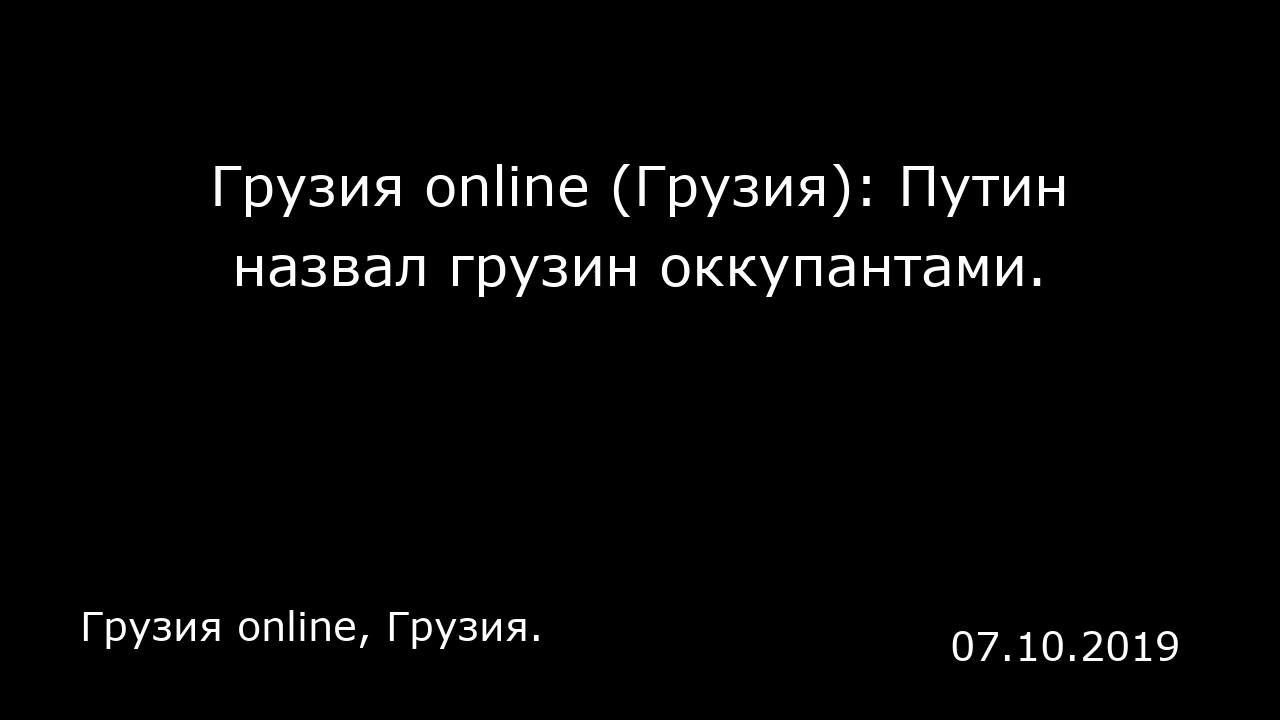 Грузия online (Грузия): Путин
назвал грузин оккупантами.
Грузия online, Грузия.
07.10.2019